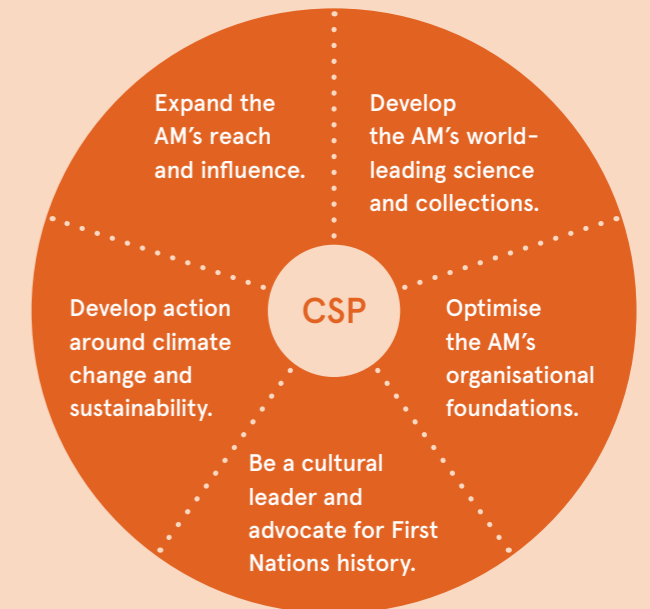 Expand the
AM’s reach
and influence.
Develop
the AM’s world-
leading science
and collections.
Develop action
around climate
change and
sustainability.
CSP
Optimise
the AM’s
organisational
foundations.
Be a cultural
leader and
advocate for First
Nations history.